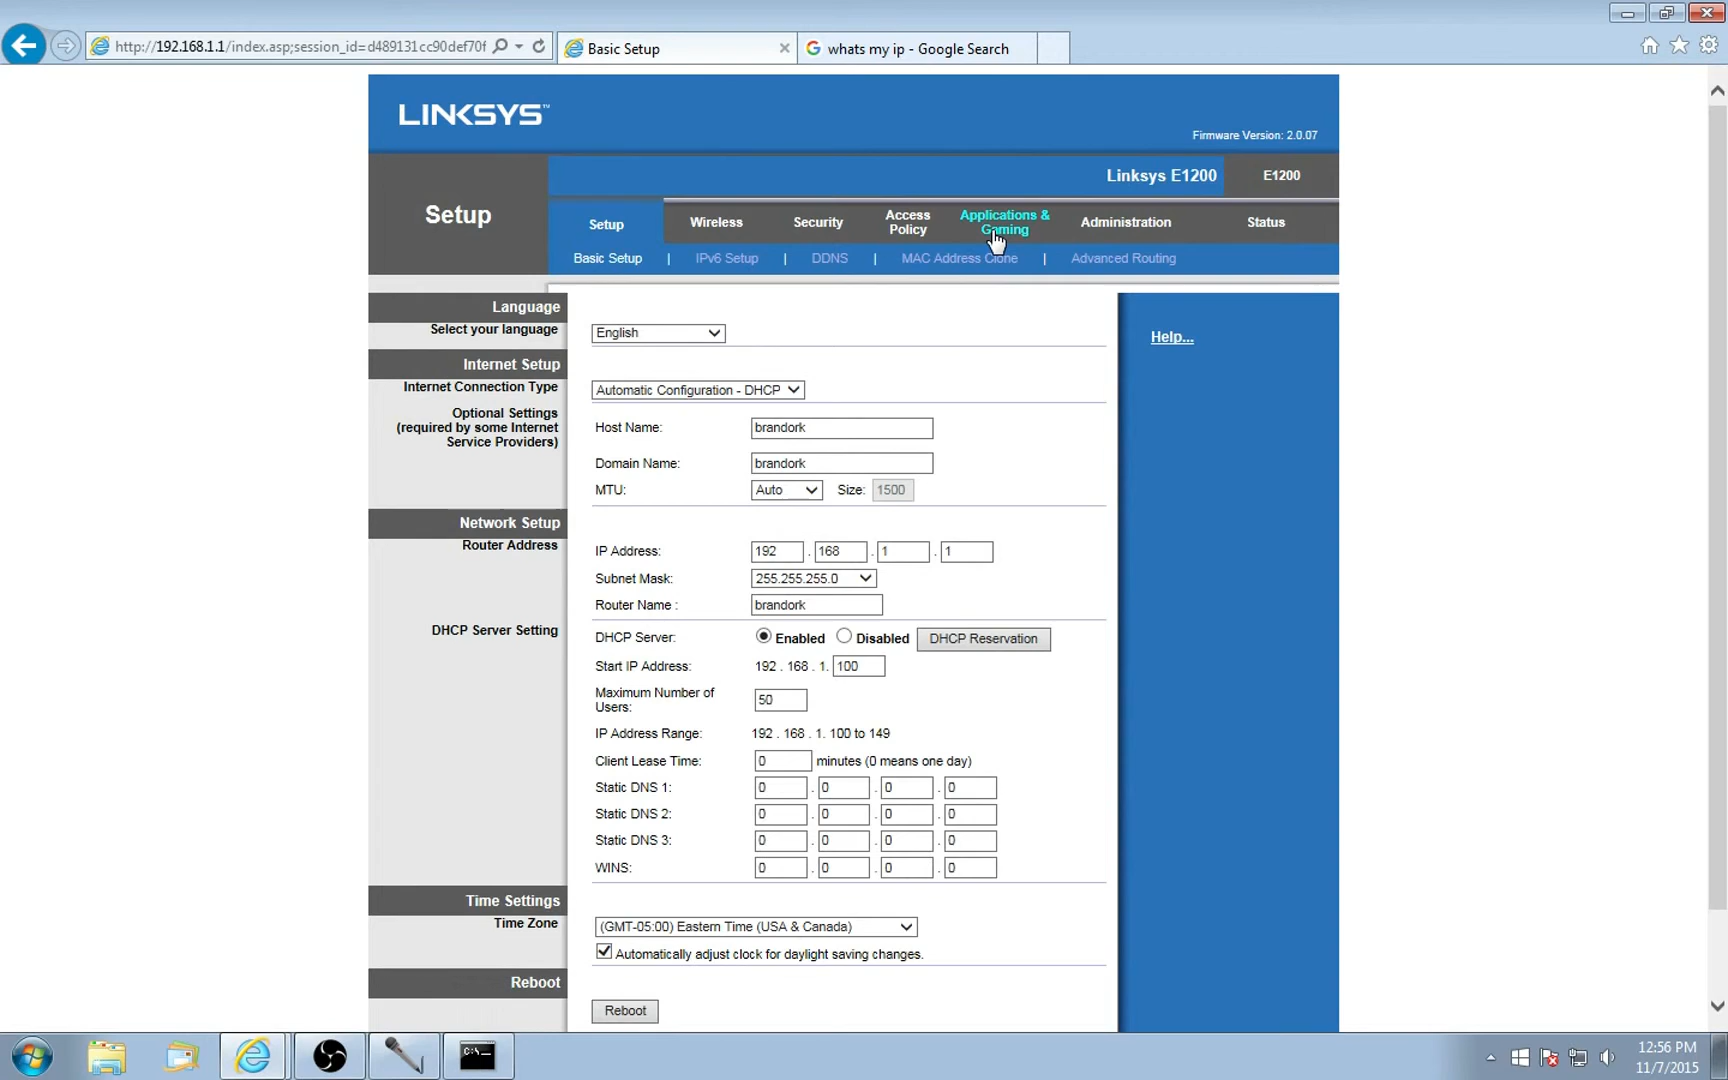 http://192.168.1.1/index.asp;session_id=d489131cc90def70f
Basic Setup
whats my ip - Google Search
LINKSYS™
Firmware Version: 2.0.07
Linksys E1200
E1200
Setup
Setup
Wireless
Security
Access Policy
Applications & Gaming
Administration
Status
Basic Setup | IPv6 Setup | DDNS | MAC Address Clone | Advanced Routing
Language
Select your language
English
Help...
Internet Setup
Internet Connection Type
Automatic Configuration - DHCP
Optional Settings
(required by some Internet
Service Providers)
Host Name: brandork
Domain Name: brandork
MTU: Auto Size: 1500
Network Setup
Router Address
IP Address: 192 . 168 . 1 . 1
Subnet Mask: 255.255.255.0
Router Name : brandork
DHCP Server Setting
DHCP Server: Enabled Disabled DHCP Reservation
Start IP Address: 192 . 168 . 1. 100
Maximum Number of
Users: 50
IP Address Range: 192 . 168 . 1. 100 to 149
Client Lease Time: 0 minutes (0 means one day)
Static DNS 1: 0 . 0 . 0 . 0
Static DNS 2: 0 . 0 . 0 . 0
Static DNS 3: 0 . 0 . 0 . 0
WINS: 0 . 0 . 0 . 0
Time Settings
Time Zone
(GMT-05:00) Eastern Time (USA & Canada)
Automatically adjust clock for daylight saving changes.
Reboot
Reboot
C:\
12:56 PM
11/7/2015